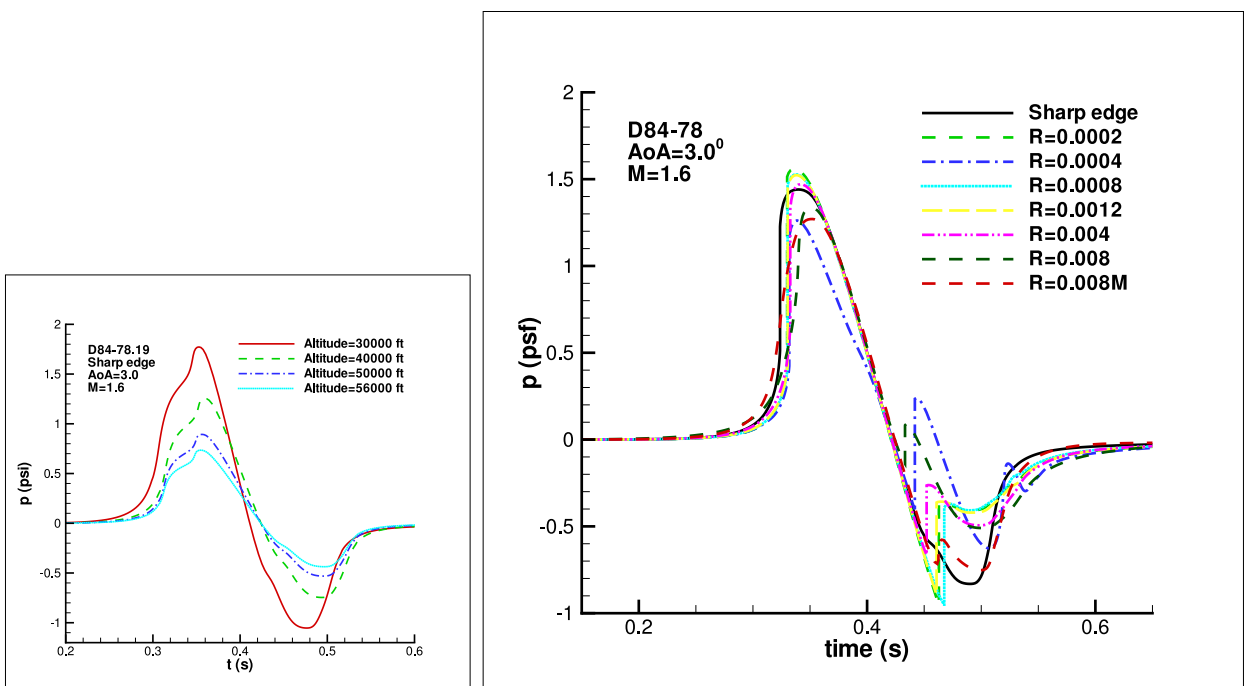 2
1.5
1
0.5
0
-0.5
-1
p (psi)
D84-78.19
Sharp edge
AoA=3.0
M=1.6
Altitude=30000 ft
Altitude=40000 ft
Altitude=50000 ft
Altitude=56000 ft
0.2 0.3 0.4 0.5 0.6
t (s)
2
1.5
1
0.5
0
-0.5
-1
p (psf)
D84-78
AoA=3.0⁰
M=1.6
Sharp edge
R=0.0002
R=0.0004
R=0.0008
R=0.0012
R=0.004
R=0.008
R=0.008M
0.2 0.4 0.6
time (s)